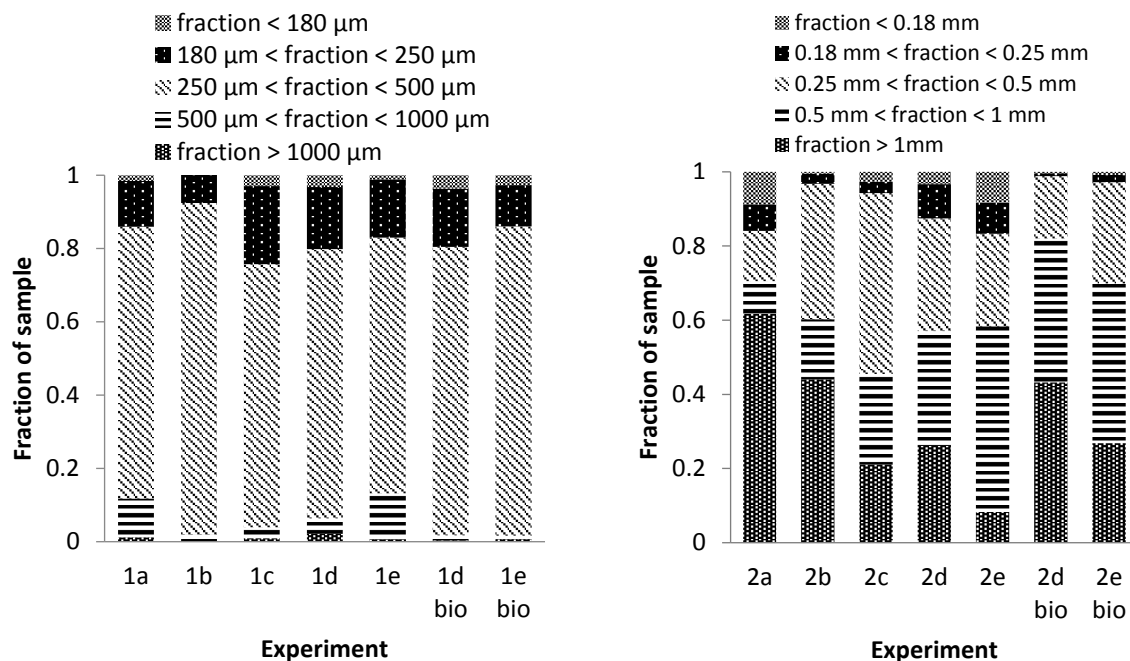 fraction < 180 µm
180 µm < fraction < 250 µm
250 µm < fraction < 500 µm
500 µm < fraction < 1000 µm
fraction > 1000 µm
1
0.8
0.6
0.4
0.2
0
Fraction of sample
1a 1b 1c 1d 1e 1d 1e
bio bio
Experiment
fraction < 0.18 mm
0.18 mm < fraction < 0.25 mm
0.25 mm < fraction < 0.5 mm
0.5 mm < fraction < 1 mm
fraction > 1mm
1
0.8
0.6
0.4
0.2
0
Fraction of sample
2a 2b 2c 2d 2e 2d 2e
bio bio
Experiment